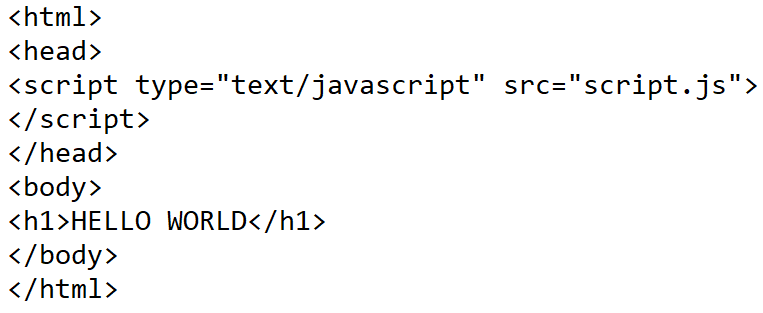 <html>
<head>
<script type="text/javascript" src="script.js">
</script>
</head>
<body>
<h1>HELLO WORLD</h1>
</body>
</html>